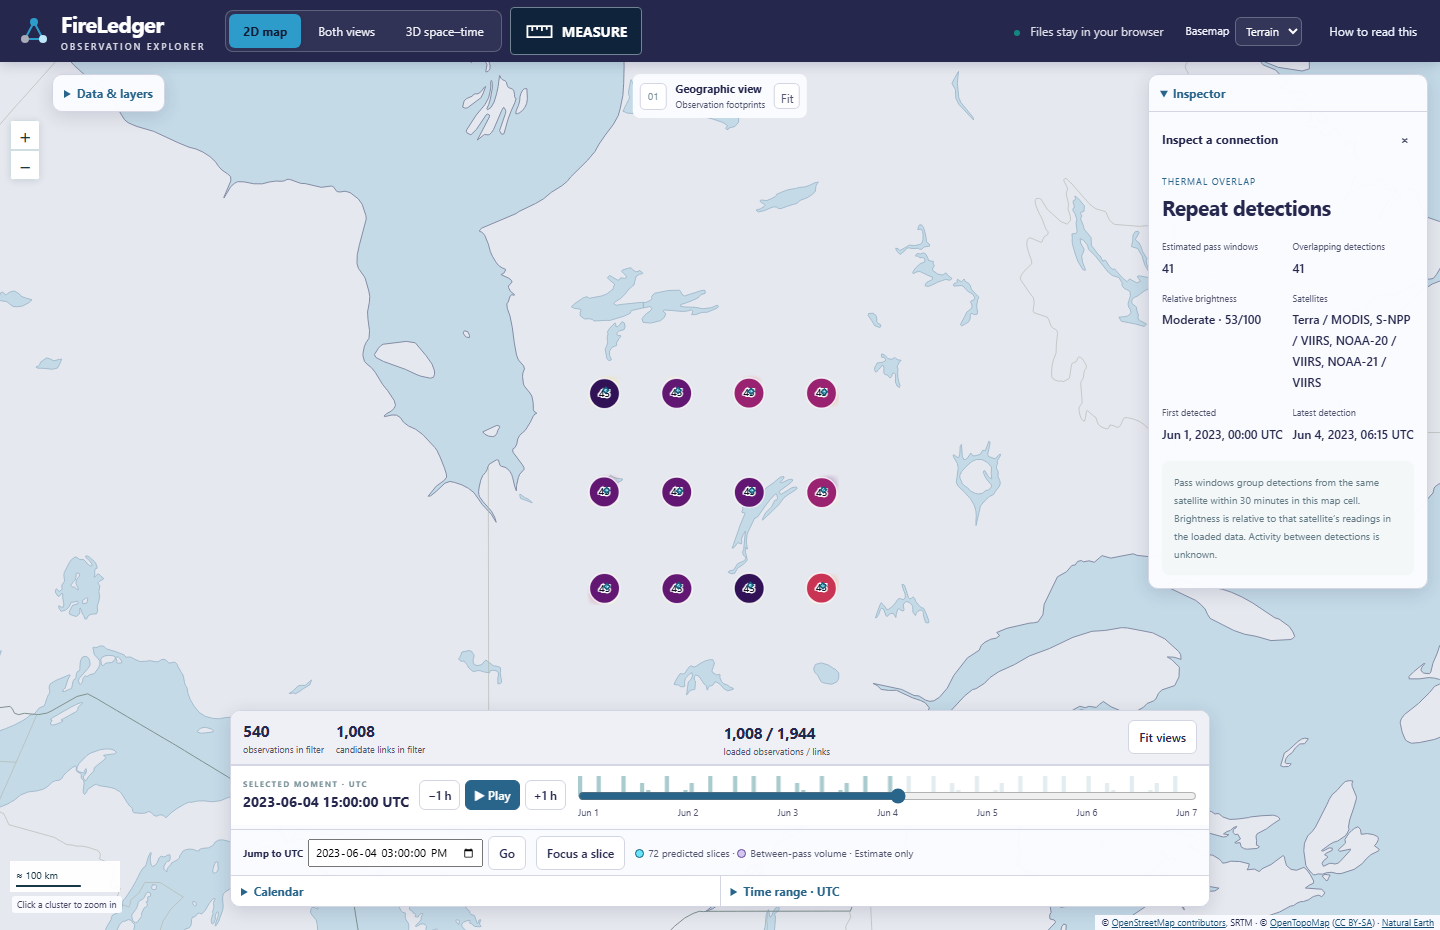 FireLedger
OBSERVATION EXPLORER
2D map
Both views
3D space–time
MEASURE
Files stay in your browser
Basemap
Terrain
How to read this
Data & layers
+
−
01
Geographic view
Observation footprints
Fit
Inspector
Inspect a connection
×
THERMAL OVERLAP
Repeat detections
Estimated pass windows
41
Overlapping detections
41
Relative brightness
Moderate · 53/100
Satellites
Terra / MODIS, S-NPP
/ VIIRS, NOAA-20 /
VIIRS, NOAA-21 /
VIIRS
First detected
Jun 1, 2023, 00:00 UTC
Latest detection
Jun 4, 2023, 06:15 UTC
Pass windows group detections from the same
satellite within 30 minutes in this map cell.
Brightness is relative to that satellite's readings in
the loaded data. Activity between detections is
unknown.
540
observations in filter
1,008
candidate links in filter
1,008 / 1,944
loaded observations / links
Fit views
SELECTED MOMENT · UTC
2023-06-04 15:00:00 UTC
−1 h
Play
+1 h
Jun 1
Jun 2
Jun 3
Jun 4
Jun 5
Jun 6
Jun 7
Jump to UTC
2023-06-04 03:00:00 PM
Go
Focus a slice
72 predicted slices ·
Between-pass volume · Estimate only
Calendar
Time range · UTC
≈ 100 km
Click a cluster to zoom in
© OpenStreetMap contributors, SRTM · © OpenTopoMap (CC BY-SA) · Natural Earth